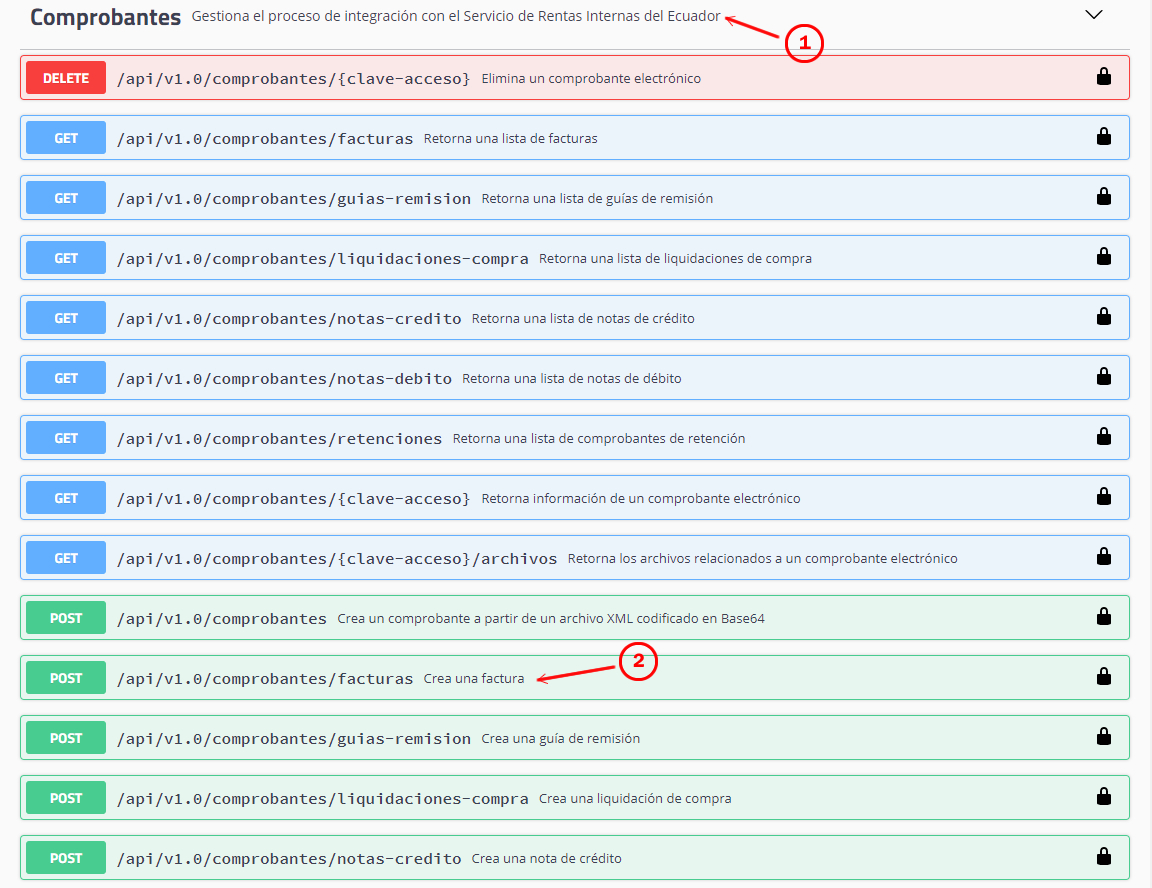 Comprobantes Gestiona el proceso de integración con el Servicio de Rentas Internas del Ecuador
1
DELETE /api/v1.0/comprobantes/{clave-acceso} Elimina un comprobante electrónico
GET /api/v1.0/comprobantes/facturas Retorna una lista de facturas
GET /api/v1.0/comprobantes/guias-remision Retorna una lista de guías de remisión
GET /api/v1.0/comprobantes/liquidaciones-compra Retorna una lista de liquidaciones de compra
GET /api/v1.0/comprobantes/notas-credito Retorna una lista de notas de crédito
GET /api/v1.0/comprobantes/notas-debito Retorna una lista de notas de débito
GET /api/v1.0/comprobantes/retenciones Retorna una lista de comprobantes de retención
GET /api/v1.0/comprobantes/{clave-acceso} Retorna información de un comprobante electrónico
GET /api/v1.0/comprobantes/{clave-acceso}/archivos Retorna los archivos relacionados a un comprobante electrónico
POST /api/v1.0/comprobantes Crea un comprobante a partir de un archivo XML codificado en Base64
2
POST /api/v1.0/comprobantes/facturas Crea una factura
POST /api/v1.0/comprobantes/guias-remision Crea una guía de remisión
POST /api/v1.0/comprobantes/liquidaciones-compra Crea una liquidación de compra
POST /api/v1.0/comprobantes/notas-credito Crea una nota de crédito